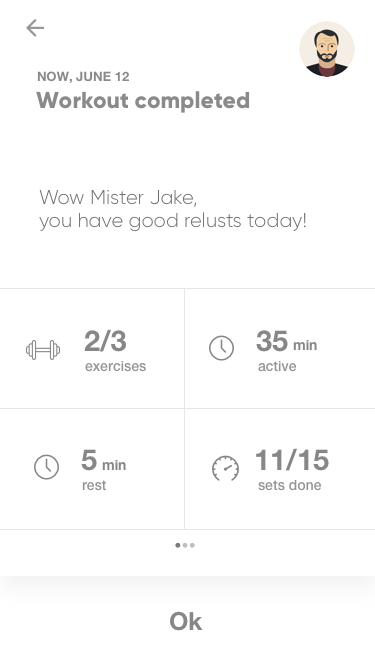 NOW, JUNE 12
Workout completed
Wow Mister Jake,
you have good relusts today!
2/3
exercises
35 min
active
5 min
rest
11/15
sets done
Ok